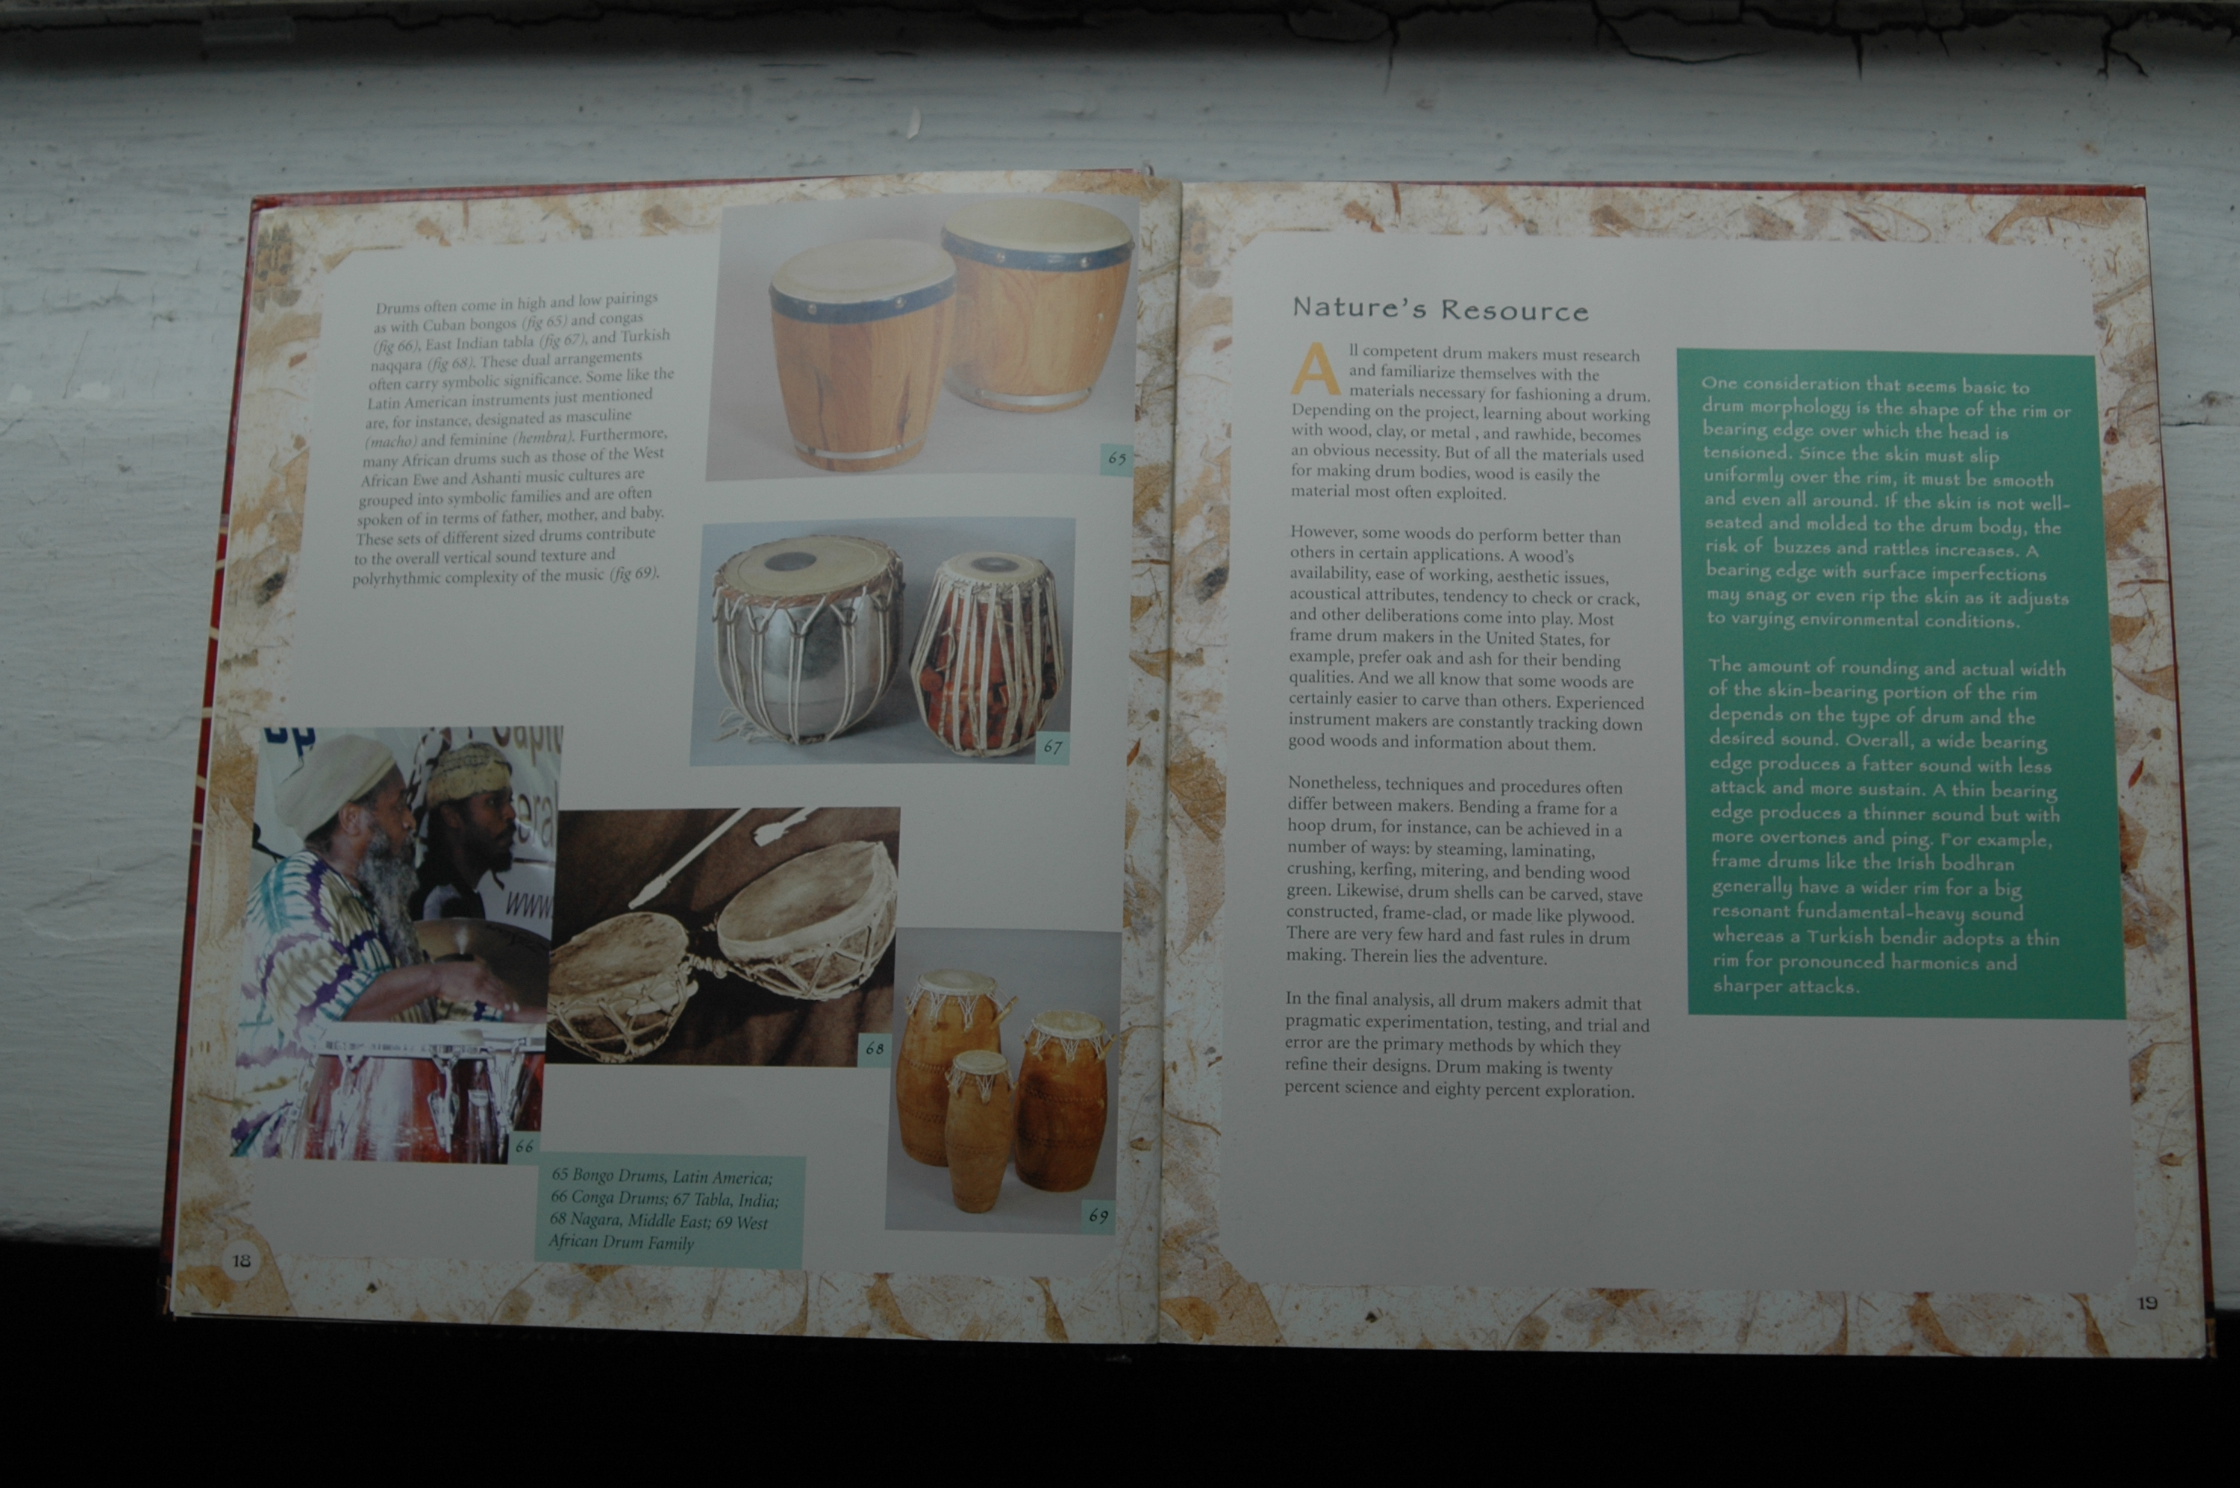 Drums often come in high and low pairings
as with Cuban bongos (fig 65) and congas
(fig 66), East Indian tabla (fig 67), and Turkish
naqqara (fig 68). These dual arrangements
often carry symbolic significance. Some like the
Latin American instruments just mentioned
are, for instance, designated as masculine
(macho) and feminine (hembra). Furthermore,
many African drums such as those of the West
African Ewe and Ashanti music cultures are
grouped into symbolic families and are often
spoken of in terms of father, mother, and baby.
These sets of different sized drums contribute
to the overall vertical sound texture and
polyrhythmic complexity of the music (fig 69).
65
67
www.
66
68
69
65 Bongo Drums, Latin America;
66 Conga Drums; 67 Tabla, India;
68 Nagara, Middle East; 69 West
African Drum Family
18
Nature's Resource
All competent drum makers must research
and familiarize themselves with the
materials necessary for fashioning a drum.
Depending on the project, learning about working
with wood, clay, or metal , and rawhide, becomes
an obvious necessity. But of all the materials used
for making drum bodies, wood is easily the
material most often exploited.
However, some woods do perform better than
others in certain applications. A wood's
availability, ease of working, aesthetic issues,
acoustical attributes, tendency to check or crack,
and other deliberations come into play. Most
frame drum makers in the United States, for
example, prefer oak and ash for their bending
qualities. And we all know that some woods are
certainly easier to carve than others. Experienced
instrument makers are constantly tracking down
good woods and information about them.
Nonetheless, techniques and procedures often
differ between makers. Bending a frame for a
hoop drum, for instance, can be achieved in a
number of ways: by steaming, laminating,
crushing, kerfing, mitering, and bending wood
green. Likewise, drum shells can be carved, stave
constructed, frame-clad, or made like plywood.
There are very few hard and fast rules in drum
making. Therein lies the adventure.
In the final analysis, all drum makers admit that
pragmatic experimentation, testing, and trial and
error are the primary methods by which they
refine their designs. Drum making is twenty
percent science and eighty percent exploration.
One consideration that seems basic to
drum morphology is the shape of the rim or
bearing edge over which the head is
tensioned. Since the skin must slip
uniformly over the rim, it must be smooth
and even all around. If the skin is not well-
seated and molded to the drum body, the
risk of buzzes and rattles increases. A
bearing edge with surface imperfections
may snag or even rip the skin as it adjusts
to varying environmental conditions.
The amount of rounding and actual width
of the skin-bearing portion of the rim
depends on the type of drum and the
desired sound. Overall, a wide bearing
edge produces a fatter sound with less
attack and more sustain. A thin bearing
edge produces a thinner sound but with
more overtones and ping. For example,
frame drums like the Irish bodhran
generally have a wider rim for a big
resonant fundamental-heavy sound
whereas a Turkish bendir adopts a thin
rim for pronounced harmonics and
sharper attacks.
19